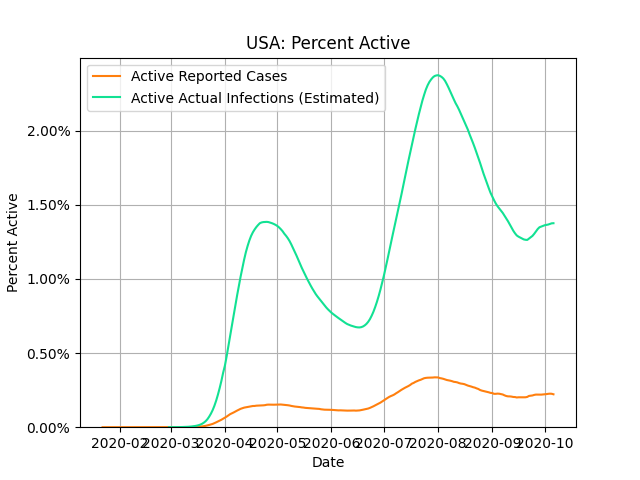 USA: Percent Active
Active Reported Cases
Active Actual Infections (Estimated)
2.00%
1.50%
1.00%
0.50%
0.00%
Percent Active
2020-02 2020-03 2020-04 2020-05 2020-06 2020-07 2020-08 2020-09 2020-10
Date